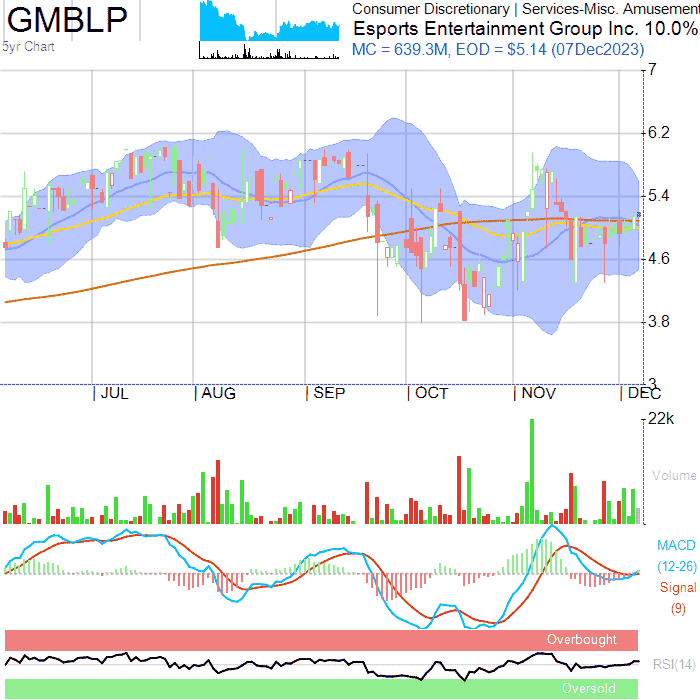 GMBLP
5yr Chart
Consumer Discretionary | Services-Misc. Amusement
Esports Entertainment Group Inc. 10.0%
MC = 639.3M, EOD = $5.14 (07Dec2023)
7
6.2
5.4
4.6
3.8
3
JUL AUG SEP OCT NOV DEC
22k
Volume
MACD
(12-26)
Signal
(9)
Overbought
RSI(14)
Oversold